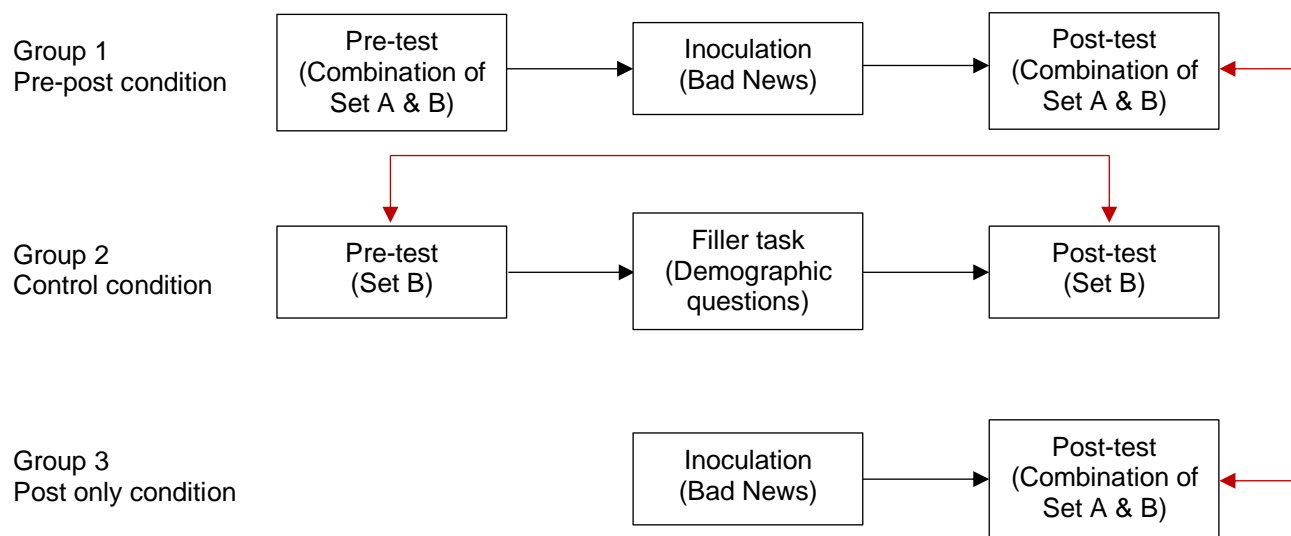 Group 1
Pre-post condition
Pre-test
(Combination of
Set A & B)
Inoculation
(Bad News)
Post-test
(Combination of
Set A & B)
Group 2
Control condition
Pre-test
(Set B)
Filler task
(Demographic
questions)
Post-test
(Set B)
Group 3
Post only condition
Inoculation
(Bad News)
Post-test
(Combination of
Set A & B)